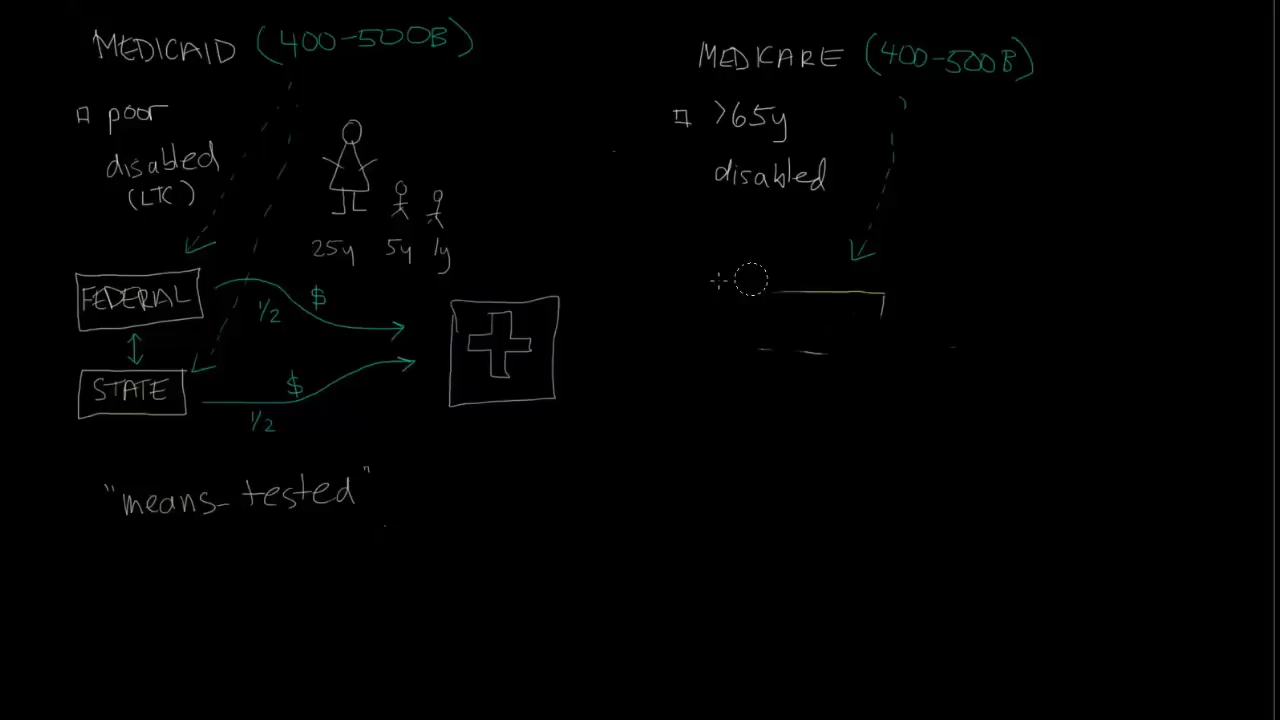 MEDICAID (400-500B)
poor
disabled
(LTC)
25y 5y 1y
FEDERAL
$
1/2
STATE
$
1/2
"means-tested"
MEDICARE (400-500B)
>65y
disabled